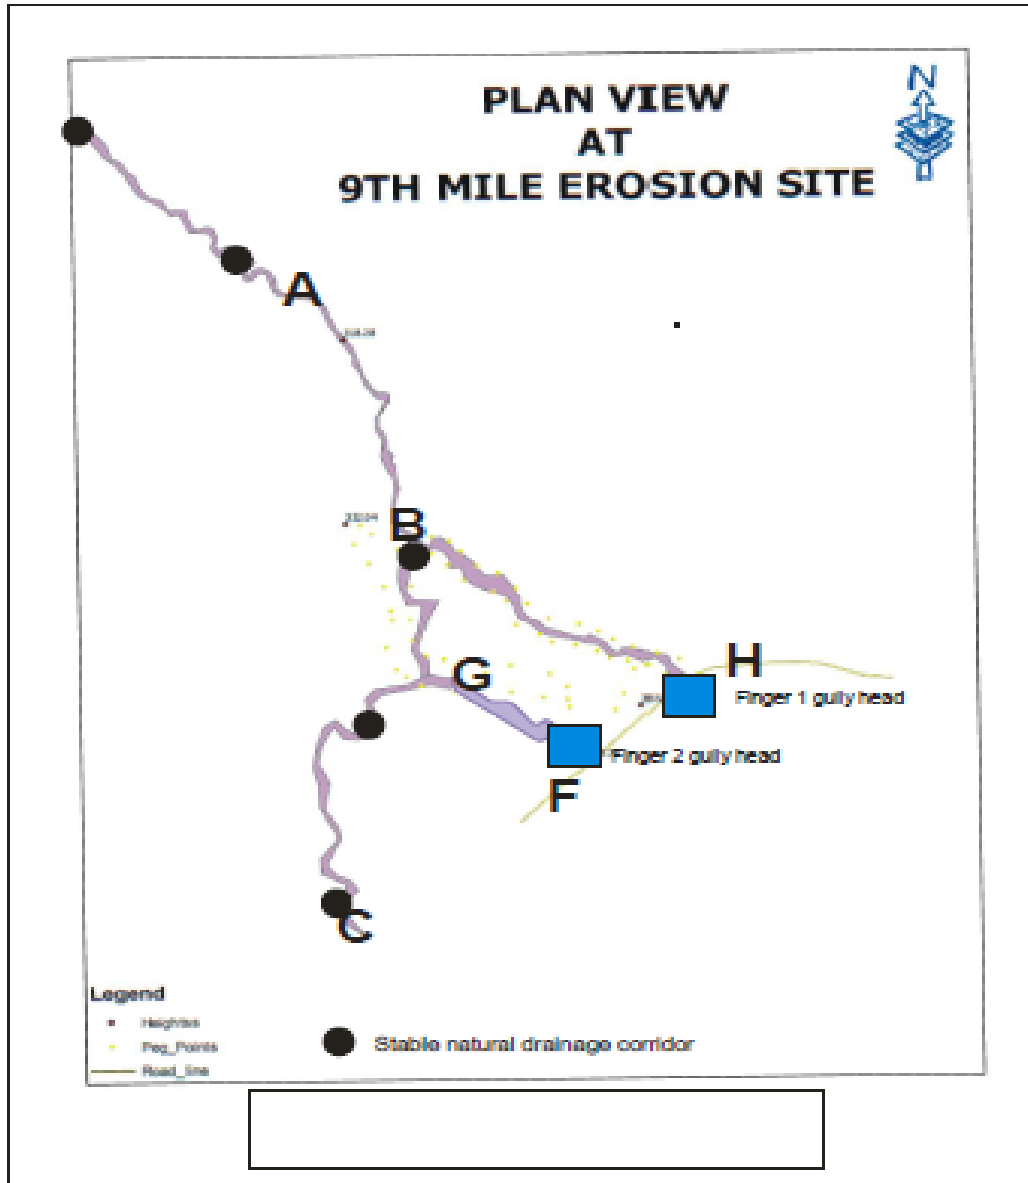 PLAN VIEW
AT
9TH MILE EROSION SITE
N
A
B
G
H
Finger 1 gully head
Finger 2 gully head
F
C
Legend
Heightss
Peg_Points
Road_line
Stable natural drainage corridor